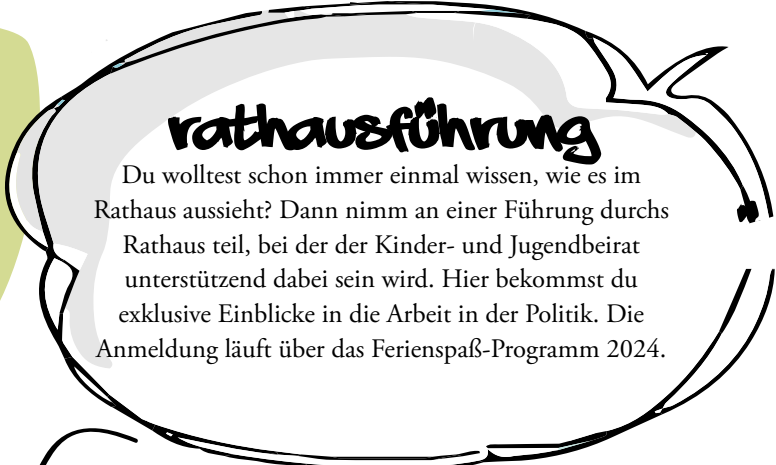 rathausführung
Du wolltest schon immer einmal wissen, wie es im
Rathaus aussieht? Dann nimm an einer Führung durchs
Rathaus teil, bei der der Kinder- und Jugendbeirat
unterstützend dabei sein wird. Hier bekommst du
exklusive Einblicke in die Arbeit in der Politik. Die
Anmeldung läuft über das Ferienspaß-Programm 2024.